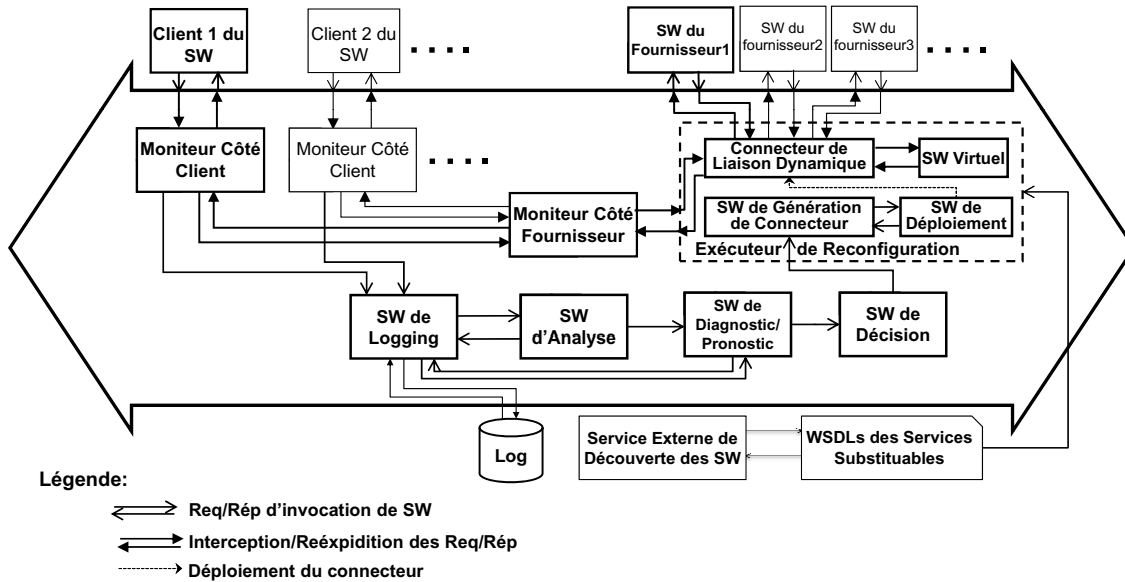 Client 1 du
SW
Client 2 du
SW
SW du
Fournisseur1
SW du
fournisseur2
SW du
fournisseur3
Moniteur Côté
Client
Moniteur Côté
Client
Connecteur de
Liaison Dynamique
SW Virtuel
Moniteur Côté
Fournisseur
SW de Génération
de Connecteur
SW de
Déploiement
Exécuteur de Reconfiguration
SW de
Logging
SW
d'Analyse
SW de
Diagnostic/
Pronostic
SW de
Décision
Log
Service Externe de
Découverte des SW
WSDLs des Services
Substituables
Légende:
Req/Rép d'invocation de SW
Interception/Reéxpidition des Req/Rép
Déploiement du connecteur